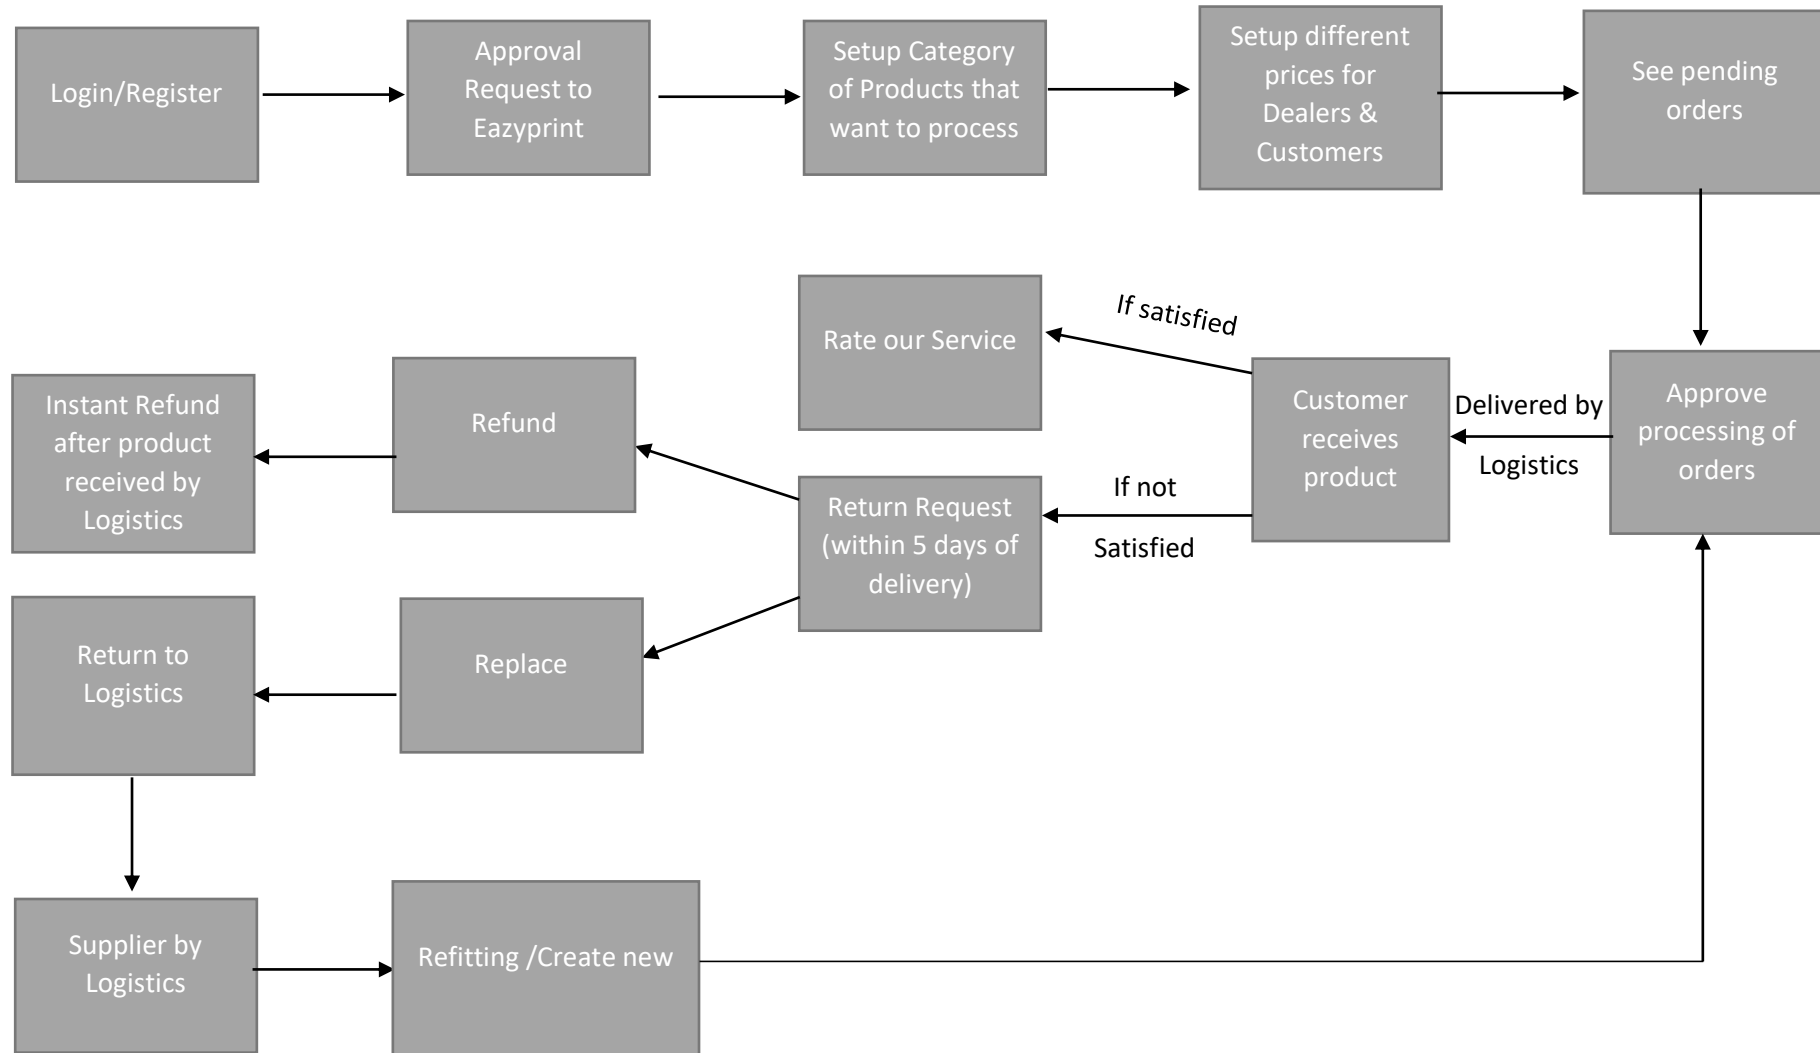 Login/Register
Approval
Request to
Eazyprint
Setup Category
of Products that
want to process
Setup different
prices for
Dealers &
Customers
See pending
orders
Rate our Service
If satisfied
Instant Refund
after product
received by
Logistics
Refund
Customer
receives
product
Delivered by
Logistics
Approve
processing of
orders
Return Request
(within 5 days of
delivery)
If not
Satisfied
Return to
Logistics
Replace
Supplier by
Logistics
Refitting /Create new